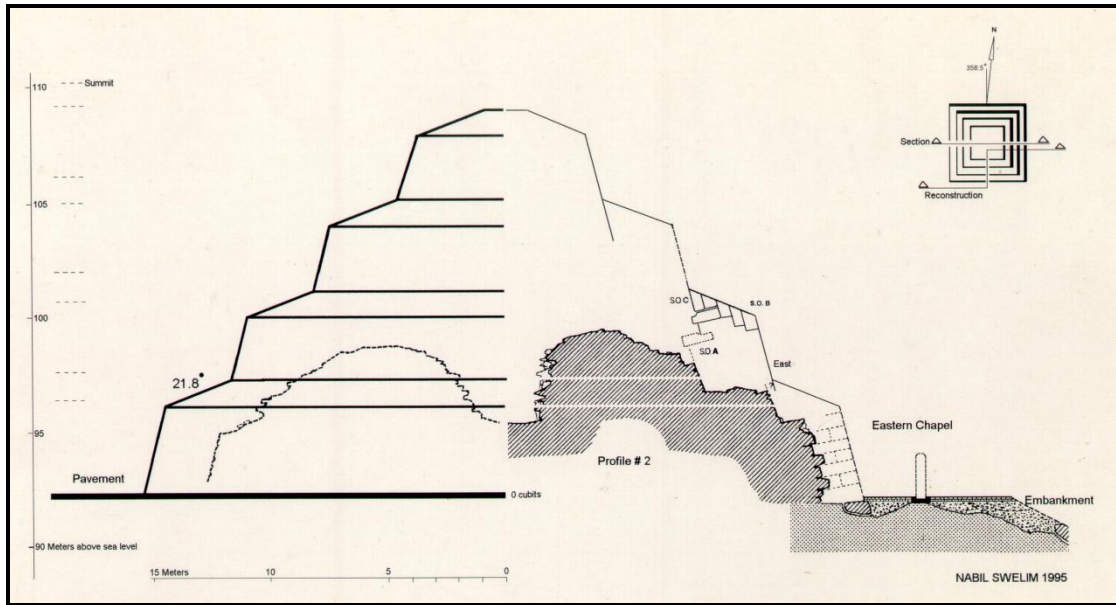 N
356.5°
Section
Reconstruction
110
Summit
105
S.O C
S.O. B
100
S.O. A
East
21.8°
95
Eastern Chapel
Profile # 2
Pavement
0 cubits
Embankment
90 Meters above sea level
15 Meters
10
5
0
NABIL SWELIM 1995